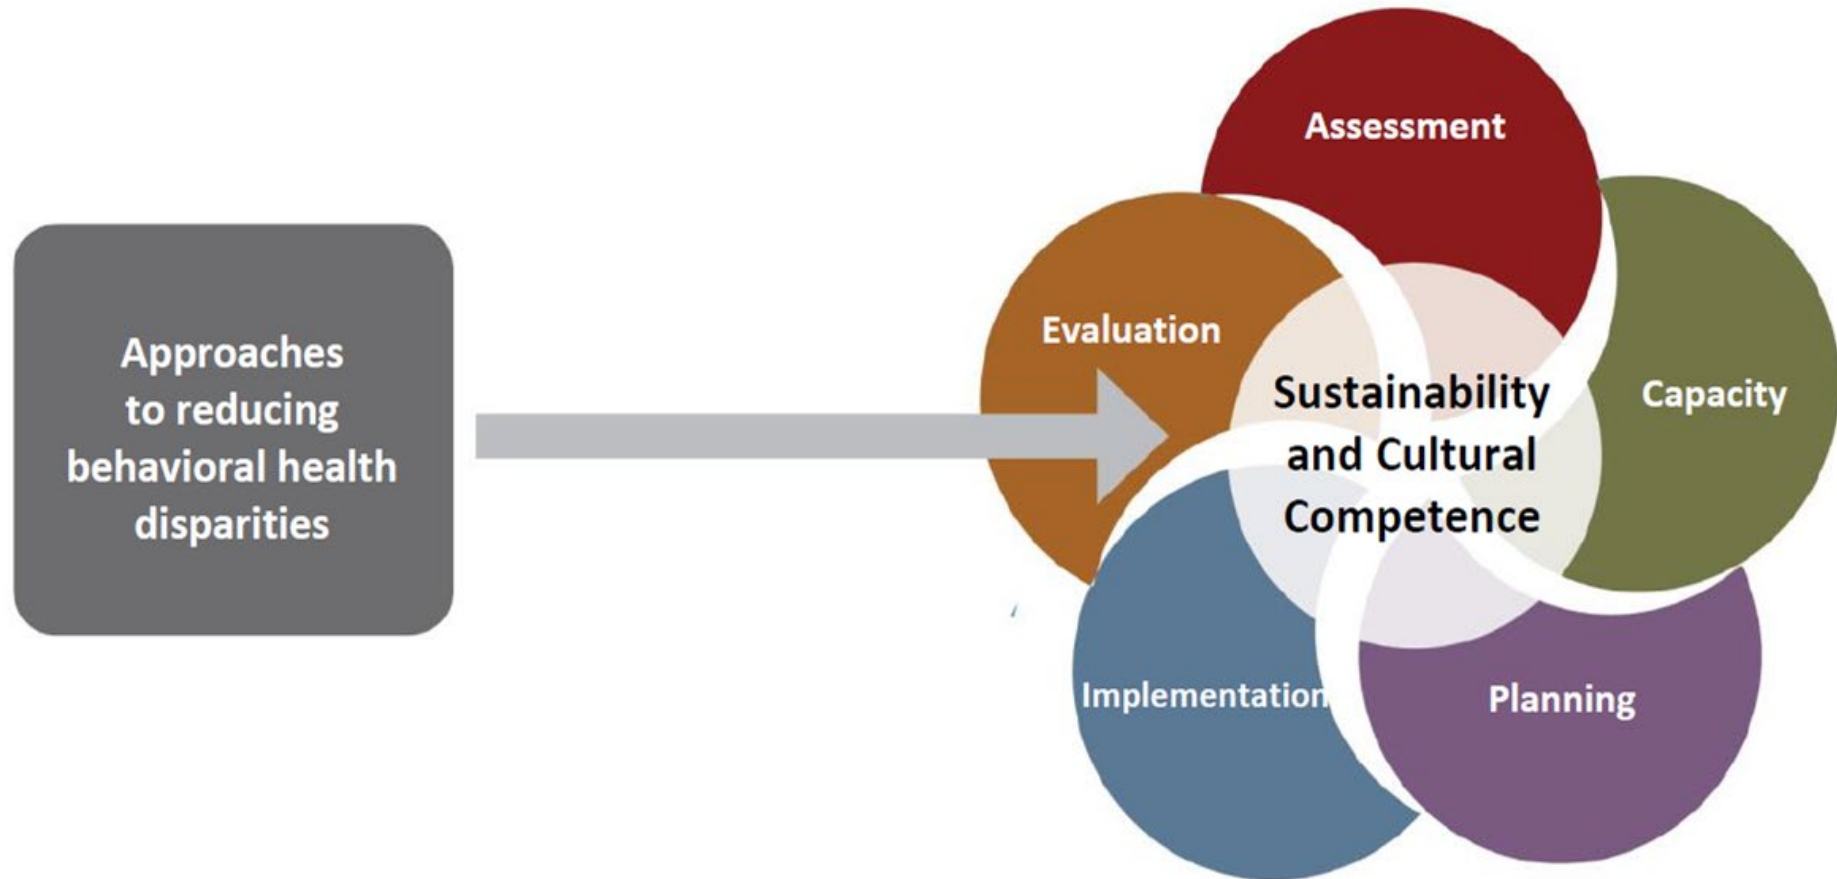 Approaches
to reducing
behavioral health
disparities
Assessment
Evaluation
Capacity
Sustainability
and Cultural
Competence
Implementation
Planning